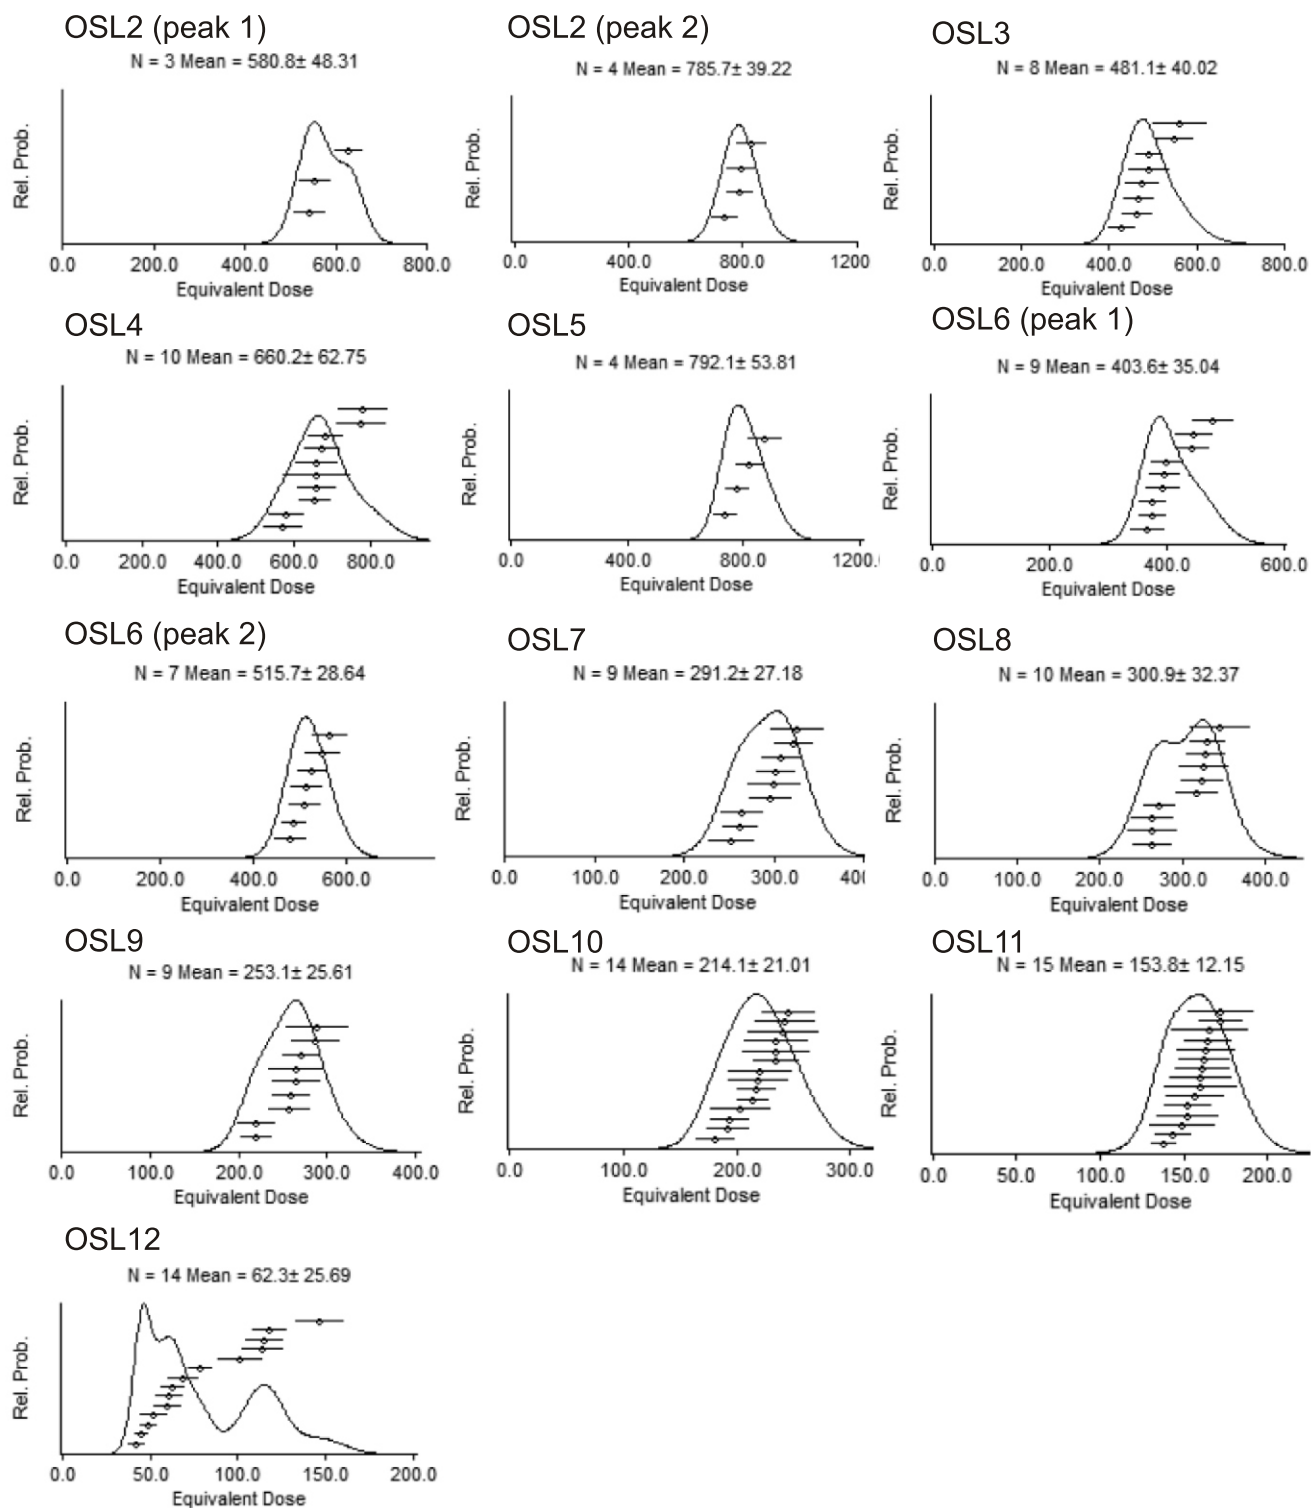 OSL2 (peak 1)
N = 3 Mean = 580.8± 48.31
Rel. Prob.
0.0 200.0 400.0 600.0 800.0
Equivalent Dose
OSL2 (peak 2)
N = 4 Mean = 785.7± 39.22
Rel. Prob.
0.0 400.0 800.0 1200
Equivalent Dose
OSL3
N = 8 Mean = 481.1± 40.02
Rel. Prob.
0.0 200.0 400.0 600.0 800.0
Equivalent Dose
OSL4
N = 10 Mean = 660.2± 62.75
Rel. Prob.
0.0 200.0 400.0 600.0 800.0
Equivalent Dose
OSL5
N = 4 Mean = 792.1± 53.81
Rel. Prob.
0.0 400.0 800.0 1200.
Equivalent Dose
OSL6 (peak 1)
N = 9 Mean = 403.6± 35.04
Rel. Prob.
0.0 200.0 400.0 600.0
Equivalent Dose
OSL6 (peak 2)
N = 7 Mean = 515.7± 28.64
Rel. Prob.
0.0 200.0 400.0 600.0
Equivalent Dose
OSL7
N = 9 Mean = 291.2± 27.18
Rel. Prob.
0.0 100.0 200.0 300.0 400
Equivalent Dose
OSL8
N = 10 Mean = 300.9± 32.37
Rel. Prob.
0.0 100.0 200.0 300.0 400.0
Equivalent Dose
OSL9
N = 9 Mean = 253.1± 25.61
Rel. Prob.
0.0 100.0 200.0 300.0 400.0
Equivalent Dose
OSL10
N = 14 Mean = 214.1± 21.01
Rel. Prob.
0.0 100.0 200.0 300.0
Equivalent Dose
OSL11
N = 15 Mean = 153.8± 12.15
Rel. Prob.
0.0 50.0 100.0 150.0 200.0
Equivalent Dose
OSL12
N = 14 Mean = 62.3± 25.69
Rel. Prob.
0.0 50.0 100.0 150.0 200.0
Equivalent Dose